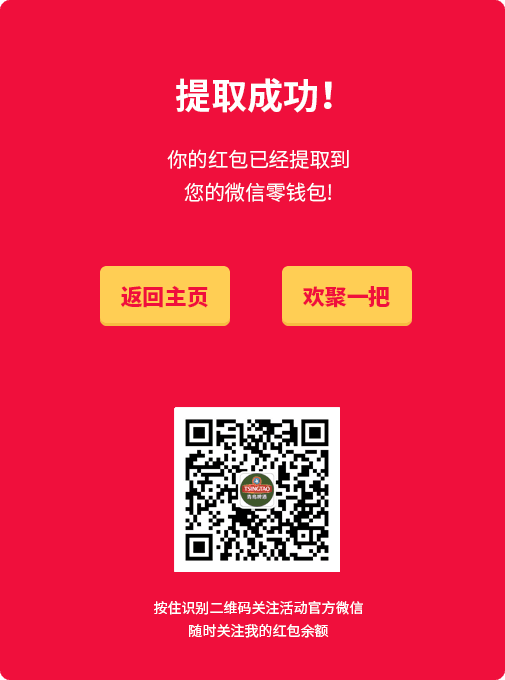 提取成功！
你的红包已经提取到
您的微信零钱包!
返回主页
欢聚一把
TSINGTAO
青岛啤酒
按住识别二维码关注活动官方微信
随时关注我的红包余额